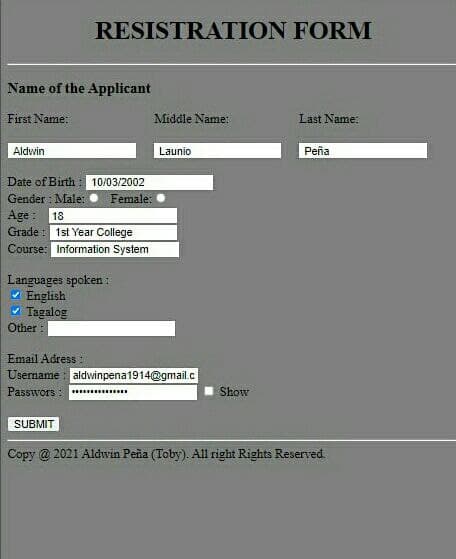 RESISTRATION FORM
Name of the Applicant
First Name: Middle Name: Last Name:
Aldwin Launio Peña
Date of Birth : 10/03/2002
Gender : Male: Female:
Age : 18
Grade : 1st Year College
Course: Information System
Languages spoken :
English
Tagalog
Other :
Email Adress :
Username : aldwinpena1914@gmail.c
Passwors : ••••••••••••••• Show
SUBMIT
Copy @ 2021 Aldwin Peña (Toby). All right Rights Reserved.